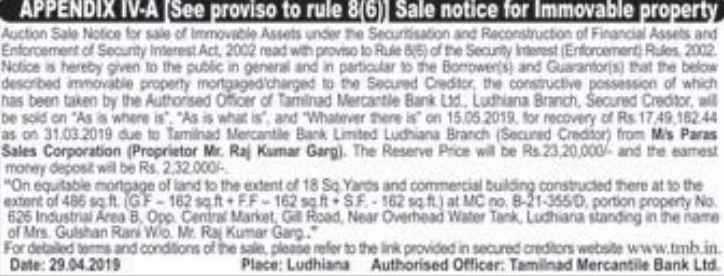 APPENDIX IV-A [See proviso to rule 8(6)] Sale notice for Immovable property
Auction Sale Notice for sale of Immovable Assets under the Securitisation and Reconstruction of Financial Assets and
Enforcement of Security Interest Act, 2002 read with proviso to Rule 8(6) of the Security Interest (Enforcement) Rules, 2002.
Notice is hereby given to the public in general and in particular to the Borrower(s) and Guarantor(s) that the below
described immovable property mortgaged/charged to the Secured Creditor, the constructive possession of which
has been taken by the Authorised Officer of Tamilnad Mercantile Bank Ltd., Ludhiana Branch, Secured Creditor, will
be sold on "As is where is", "As is what is", and "Whatever there is" on 15.05.2019, for recovery of Rs.17,49,182.44
as on 31.03.2019 due to Tamilnad Mercantile Bank Limited Ludhiana Branch (Secured Creditor) from M/s Paras
Sales Corporation (Proprietor Mr. Raj Kumar Garg). The Reserve Price will be Rs.23,20,000/- and the earnest
money deposit will be Rs. 2,32,000/-.
"On equitable mortgage of land to the extent of 18 Sq.Yards and commercial building constructed there at to the
extent of 486 sq.ft. (G.F – 162 sq.ft + F.F – 162 sq.ft + S.F. - 162 sq.ft.) at MC no. B-21-355/D, portion property No.
626 Industrial Area B, Opp. Central Market, Gill Road, Near Overhead Water Tank, Ludhiana standing in the name
of Mrs. Gulshan Rani W/o. Mr. Raj Kumar Garg.."
For detailed terms and conditions of the sale, please refer to the link provided in secured creditors website www.tmb.in.
Date: 29.04.2019 Place: Ludhiana Authorised Officer: Tamilnad Mercantile Bank Ltd.